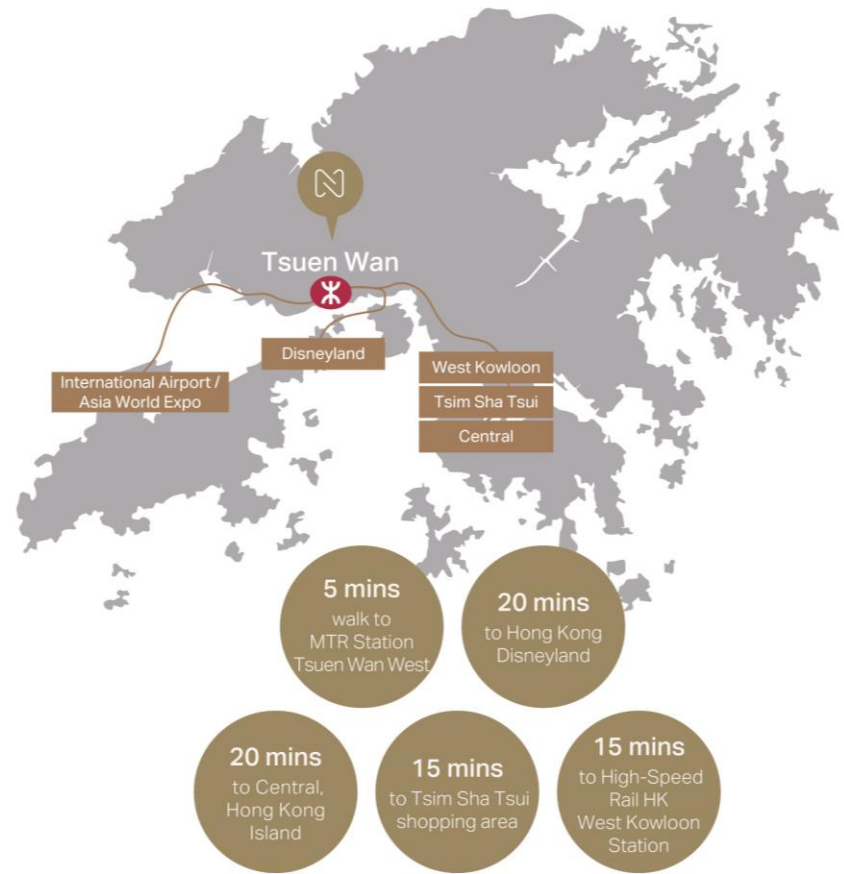 N
Tsuen Wan
Disneyland
International Airport /
Asia World Expo
West Kowloon
Tsim Sha Tsui
Central
5 mins
walk to
MTR Station
Tsuen Wan West
20 mins
to Hong Kong
Disneyland
20 mins
to Central,
Hong Kong
Island
15 mins
to Tsim Sha Tsui
shopping area
15 mins
to High-Speed
Rail HK
West Kowloon
Station